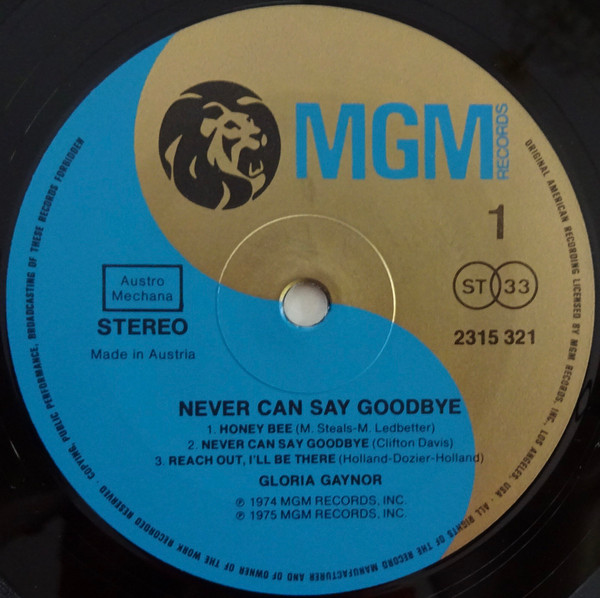 MGM
RECORDS
1
Austro
Mechana
STEREO
Made in Austria
ST 33
2315 321
NEVER CAN SAY GOODBYE
1. HONEY BEE (M. Steals-M. Ledbetter)
2. NEVER CAN SAY GOODBYE (Clifton Davis)
3. REACH OUT, I'LL BE THERE (Holland-Dozier-Holland)
GLORIA GAYNOR
℗ 1974 MGM RECORDS, INC.
℗ 1975 MGM RECORDS, INC.
ORIGINAL AMERICAN RECORDING LICENSED BY MGM RECORDS, INC., LOS ANGELES, USA - ALL RIGHTS OF THE RECORD MANUFACTURER AND OF OWNER OF THE WORK RECORDED RESERVED COPYING, PUBLIC PERFORMANCE, BROADCASTING OF THESE RECORDS FORBIDDEN